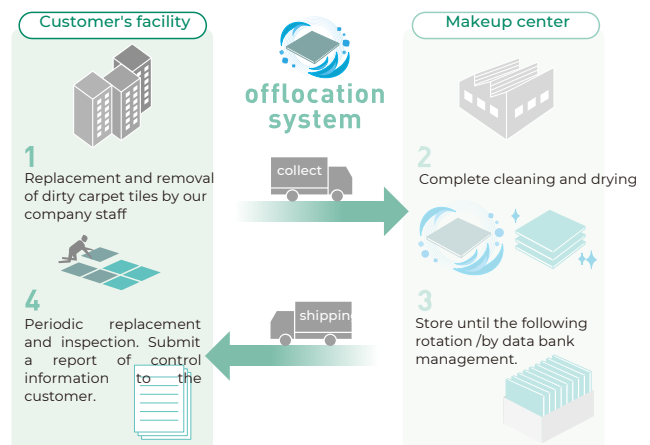 Customer's facility
Makeup center
offlocation
system
1
Replacement and removal
of dirty carpet tiles by our
company staff
collect
2
Complete cleaning and drying
4
Periodic replacement
and inspection. Submit
a report of control
information to the
customer.
shipping
3
Store until the following
rotation /by data bank
management.